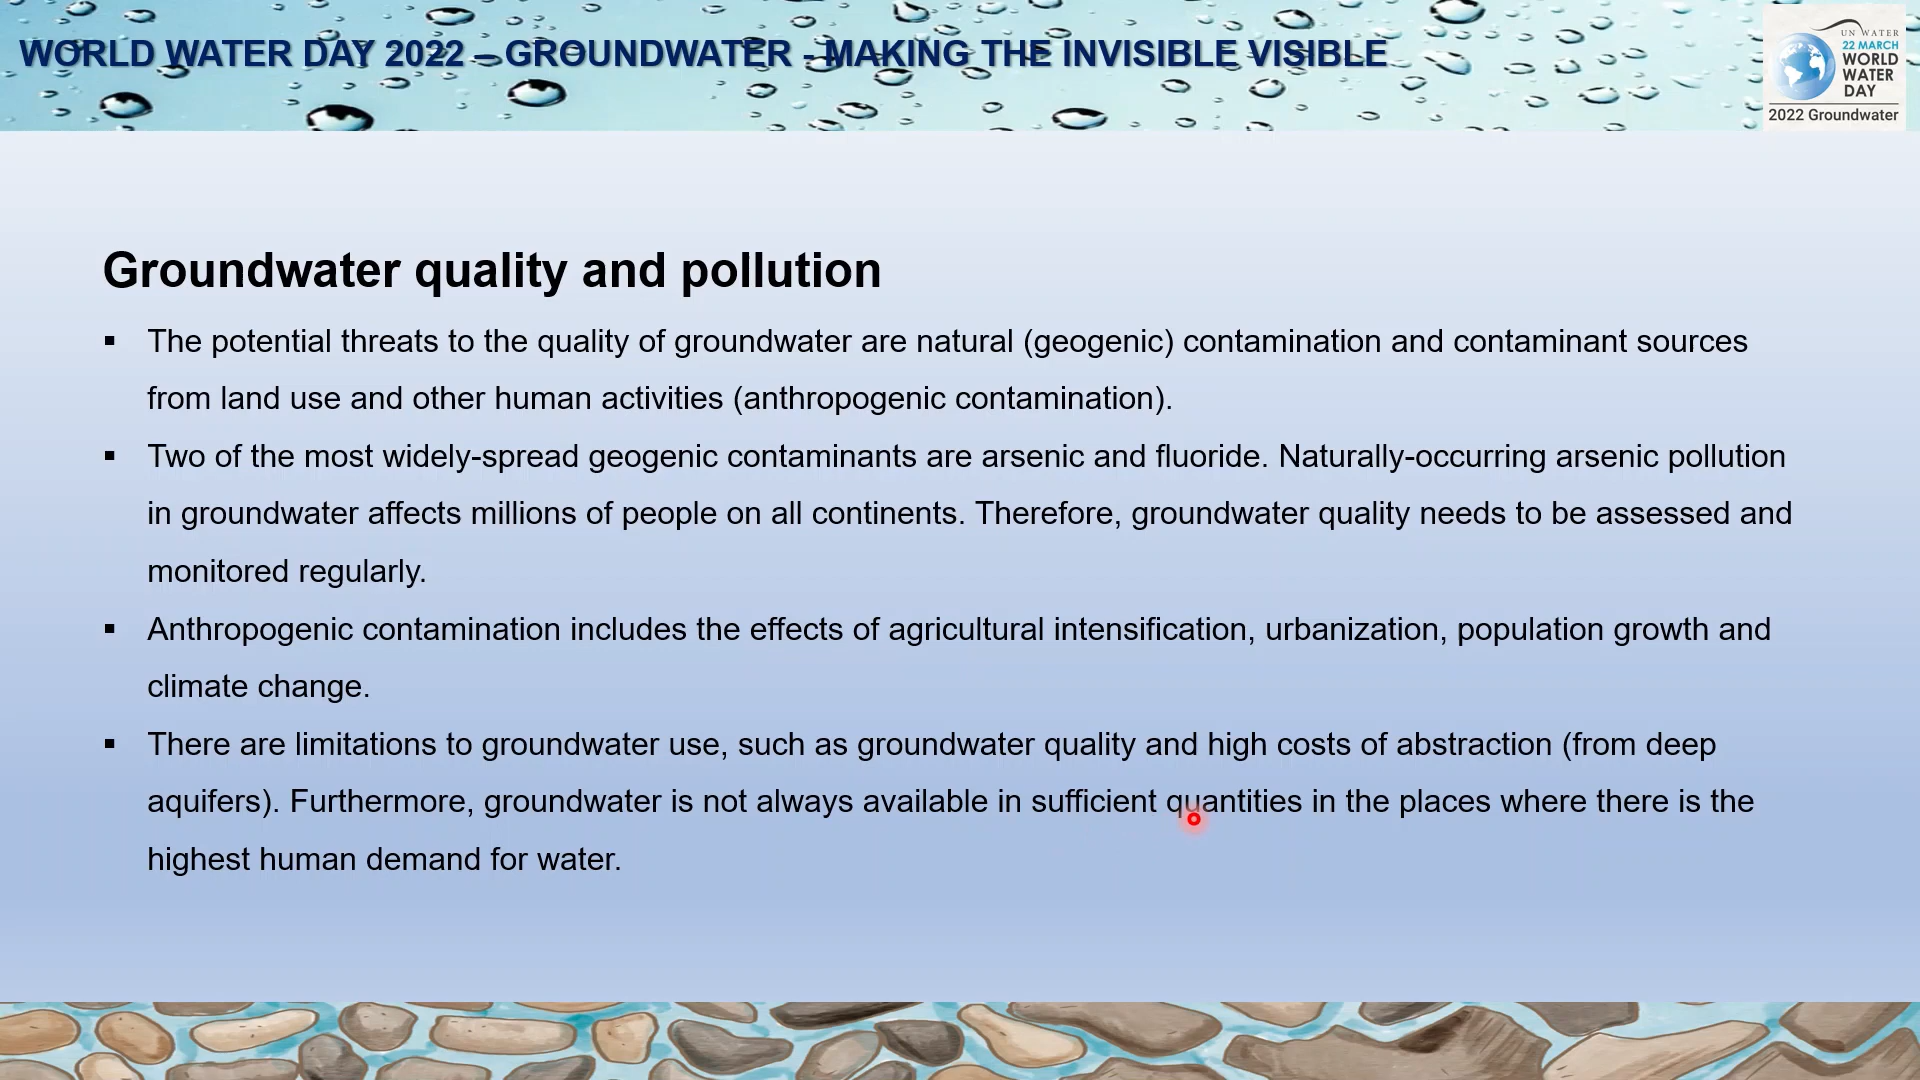 WORLD WATER DAY 2022 – GROUNDWATER - MAKING THE INVISIBLE VISIBLE
UN WATER
22 MARCH
WORLD
WATER
DAY
2022 Groundwater
Groundwater quality and pollution
▪ The potential threats to the quality of groundwater are natural (geogenic) contamination and contaminant sources
from land use and other human activities (anthropogenic contamination).
▪ Two of the most widely-spread geogenic contaminants are arsenic and fluoride. Naturally-occurring arsenic pollution
in groundwater affects millions of people on all continents. Therefore, groundwater quality needs to be assessed and
monitored regularly.
▪ Anthropogenic contamination includes the effects of agricultural intensification, urbanization, population growth and
climate change.
▪ There are limitations to groundwater use, such as groundwater quality and high costs of abstraction (from deep
aquifers). Furthermore, groundwater is not always available in sufficient quantities in the places where there is the
highest human demand for water.